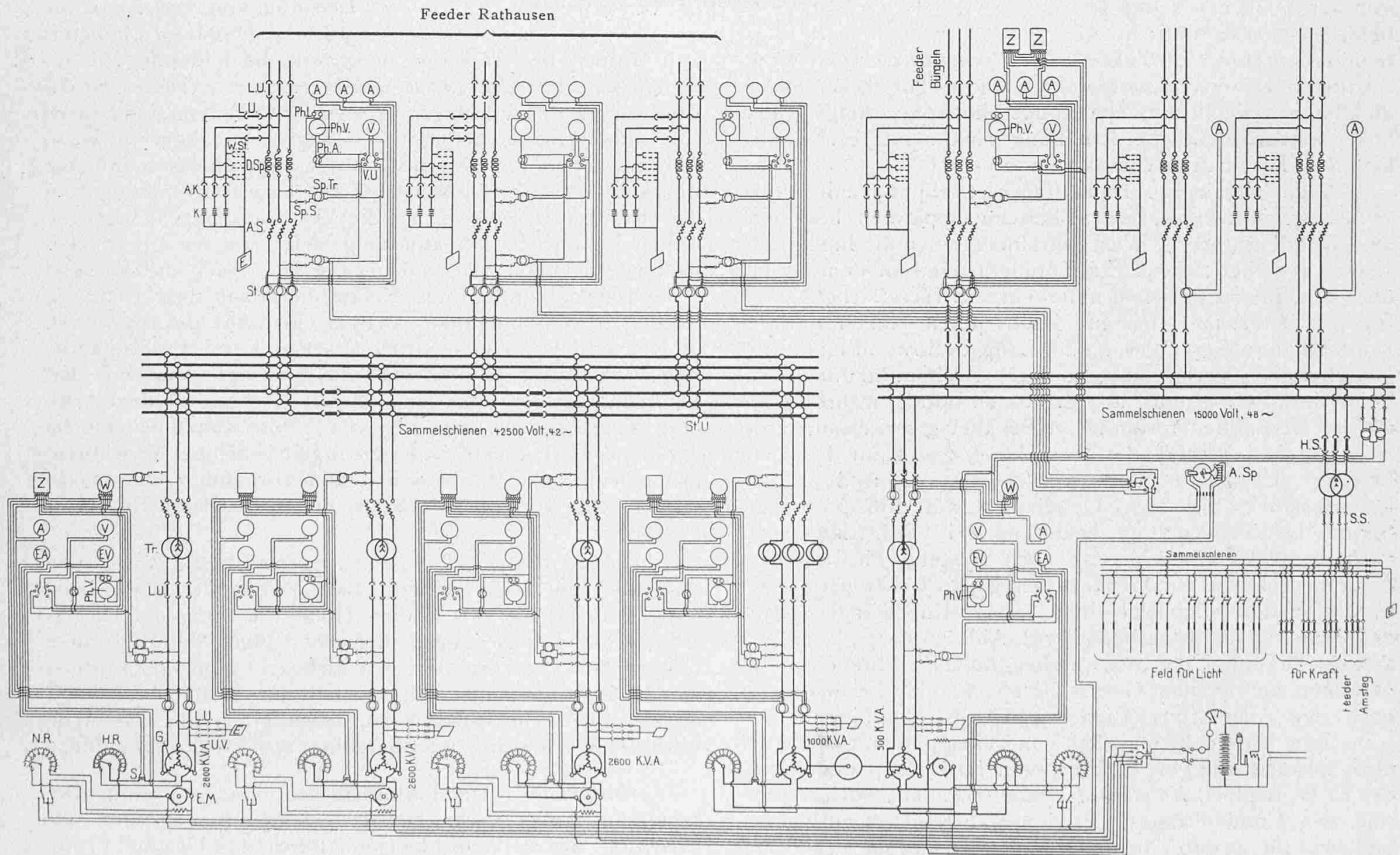 Feeder Rathausen
Feeder
Bürgeln
Z Z
L.U.
A A A
A A A
A
A
L.U.
Ph.L.
Ph.V.
V
Ph.V.
V
W.St.
Ph.A.
D.Sp.
V.U
A.K.
Sp.Tr.
K
Sp.S.
A.S.
St
Sammelschienen 42500 Volt, 42 ~
St.U
Sammelschienen 15000 Volt, 48 ~
H.S.
A.Sp
Z
W
W
A
V
V
A
S.S.
EA
EV
Tr.
EV
EA
Sammelschienen
Ph.V.
L.U.
Ph.V
Feld für Licht
für Kraft
Feeder
Amsteg
L.U.
N.R.
H.R.
G.
U.V.
2600 K.V.A.
2600 K.V.A.
2600 K.V.A.
1000 K.V.A.
500 K.V.A.
S.
E.M.